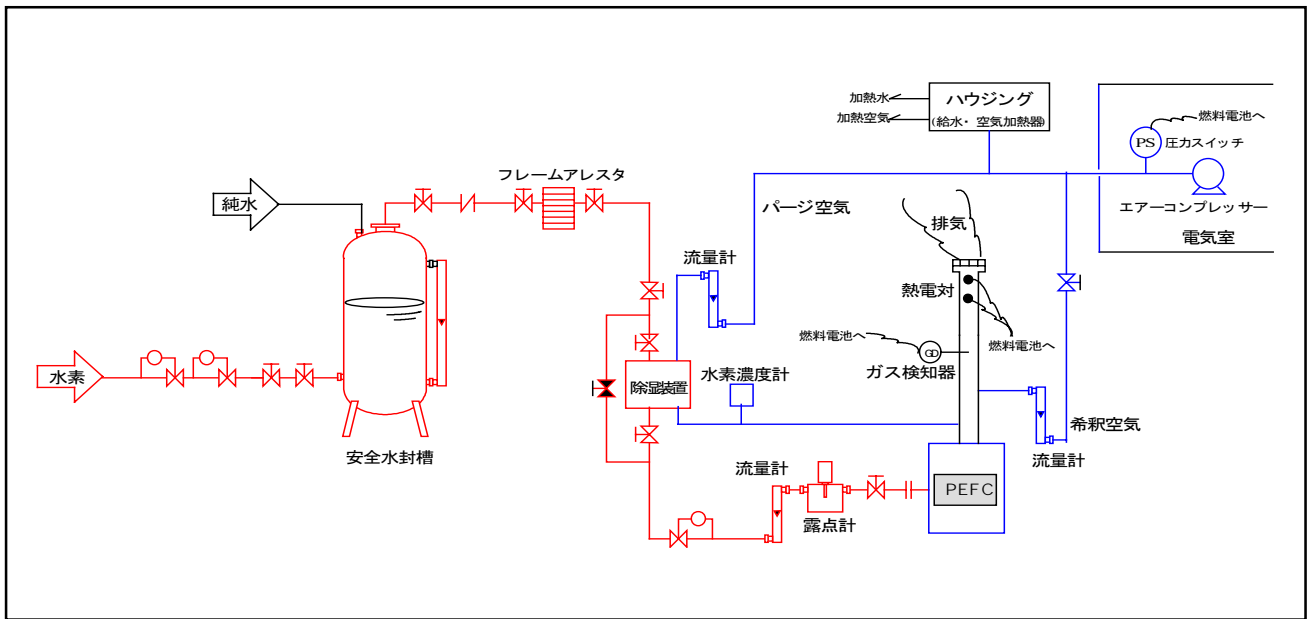 ハウジング
(給水・空気加熱器)
加熱水
加熱空気
燃料電池へ
PS
圧力スイッチ
エアーコンプレッサー
電気室
フレームアレスタ
純水
パージ空気
排気
流量計
熱電対
燃料電池へ
燃料電池へ
GD
ガス検知器
水素
除湿装置
水素濃度計
希釈空気
流量計
安全水封槽
流量計
PEFC
露点計